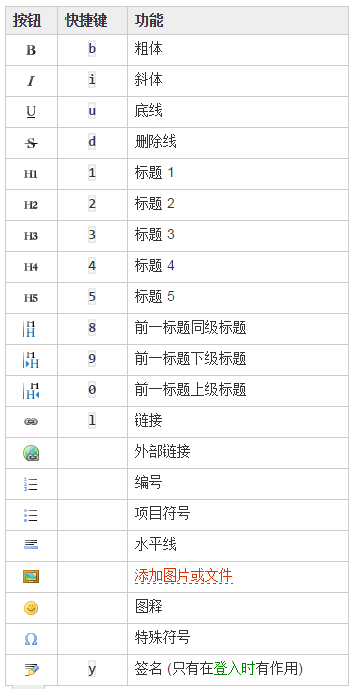 按钮 快捷键 功能
B b 粗体
I i 斜体
U u 底线
S d 删除线
H1 1 标题 1
H2 2 标题 2
H3 3 标题 3
H4 4 标题 4
H5 5 标题 5
H H 8 前一标题同级标题
H H 9 前一标题下级标题
H H 0 前一标题上级标题
l 链接
外部链接
1 2 3 编号
项目符号
水平线
添加图片或文件
图释
Ω 特殊符号
y 签名 (只有在登入时有作用)